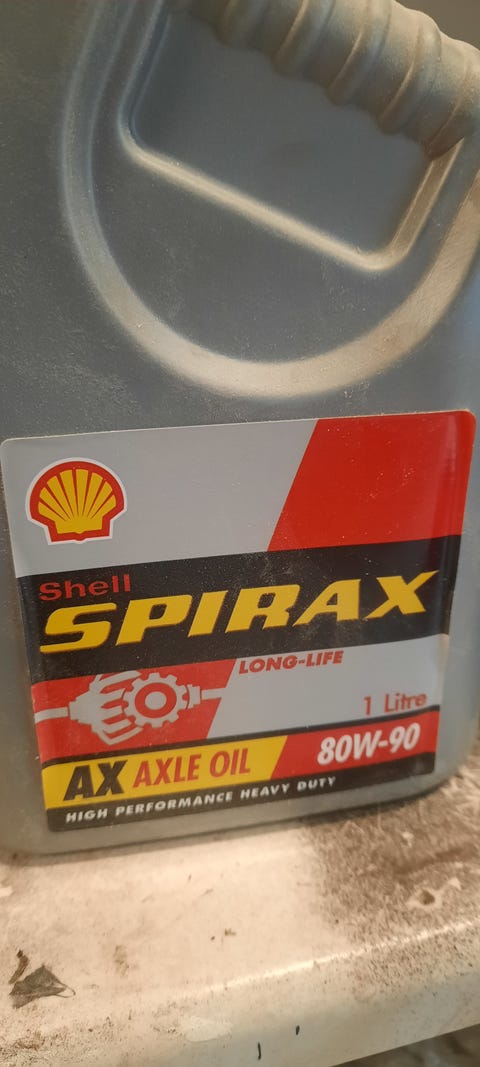 Shell
SPIRAX
LONG-LIFE
1 Litre
AX AXLE OIL
80W-90
HIGH PERFORMANCE HEAVY DUTY